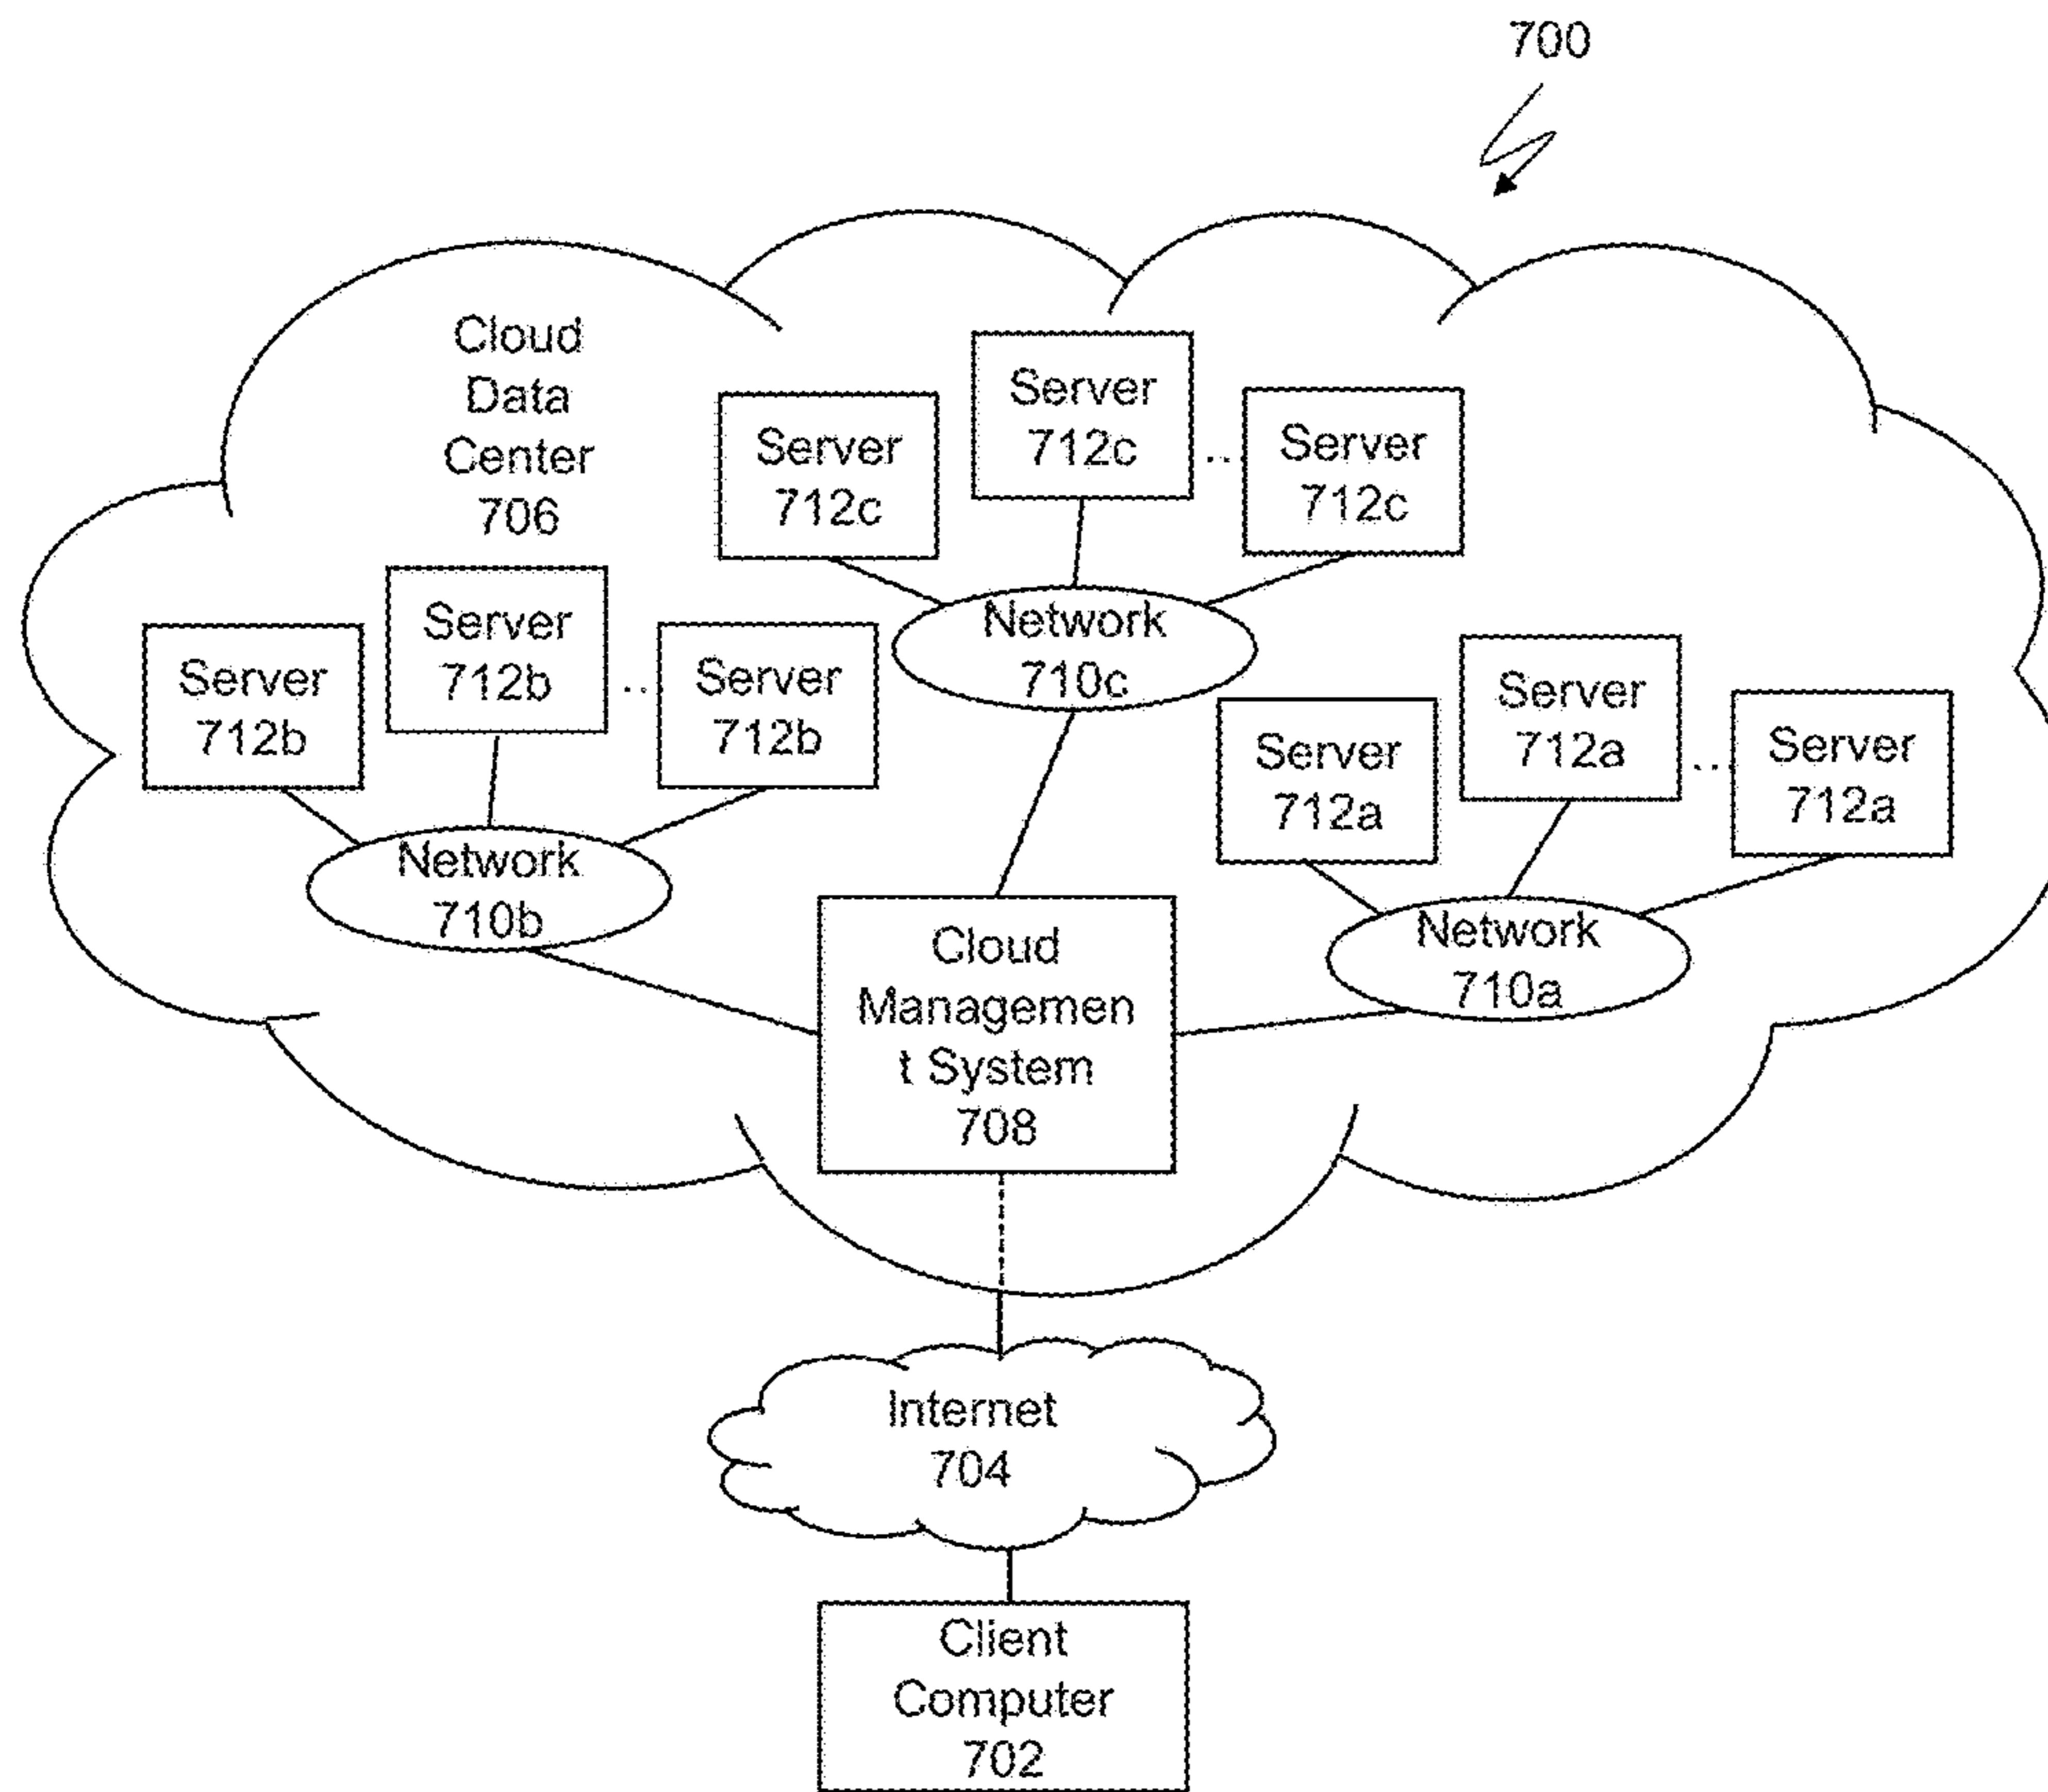 700
Cloud
Data
Center
706
Server
712c
Server
712c
..
Server
712c
Network
710c
Server
712b
Server
712b
..
Server
712b
Network
710b
Server
712a
Server
712a
..
Server
712a
Network
710a
Cloud
Managemen
t System
708
Internet
704
Client
Computer
702